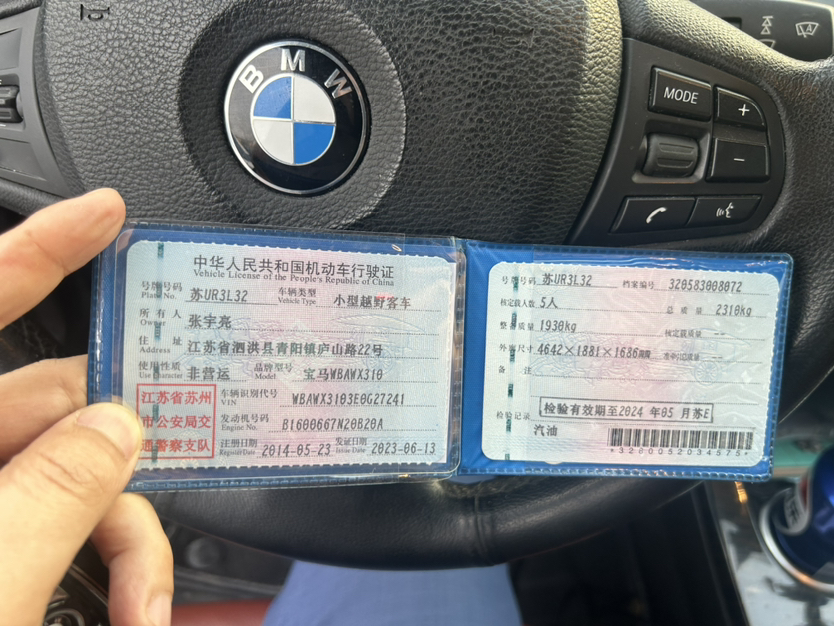 BMW
MODE
+
−
中华人民共和国机动车行驶证
Vehicle License of the People's Republic of China
号牌号码 苏UR3L32 车辆类型 小型越野客车
Plate No. Vehicle Type
所有人 张宇亮
Owner
住址 江苏省泗洪县青阳镇庐山路22号
Address
使用性质 非营运 品牌型号 宝马WBAWX310
Use Character Model
江苏省苏州
市公安局交
通警察支队
车辆识别代号 WBAWX3103E0G27241
VIN
发动机号码 B1600667N20B20A
Engine No.
注册日期 2014-05-23 发证日期 2023-06-13
Register Date Issue Date
号牌号码 苏UR3L32 档案编号 320583008072
核定载人数 5人 总质量 2310kg
整备质量 1930kg 核定载质量 --
外廓尺寸 4642×1881×1686mm 准牵引总质量 --
备注
检验记录 检验有效期至2024年05月苏E
汽油
*3280052034575*